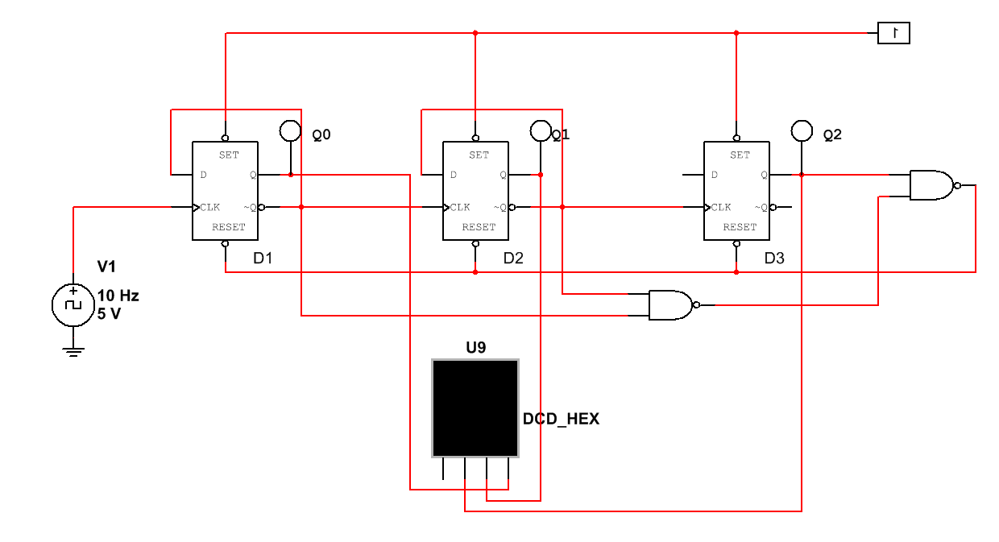 1
Q0
Q1
Q2
SET
SET
SET
D
Q
D
Q
D
Q
CLK
~Q
CLK
~Q
CLK
~Q
RESET
RESET
RESET
D1
D2
D3
V1
10 Hz
5 V
U9
DCD_HEX